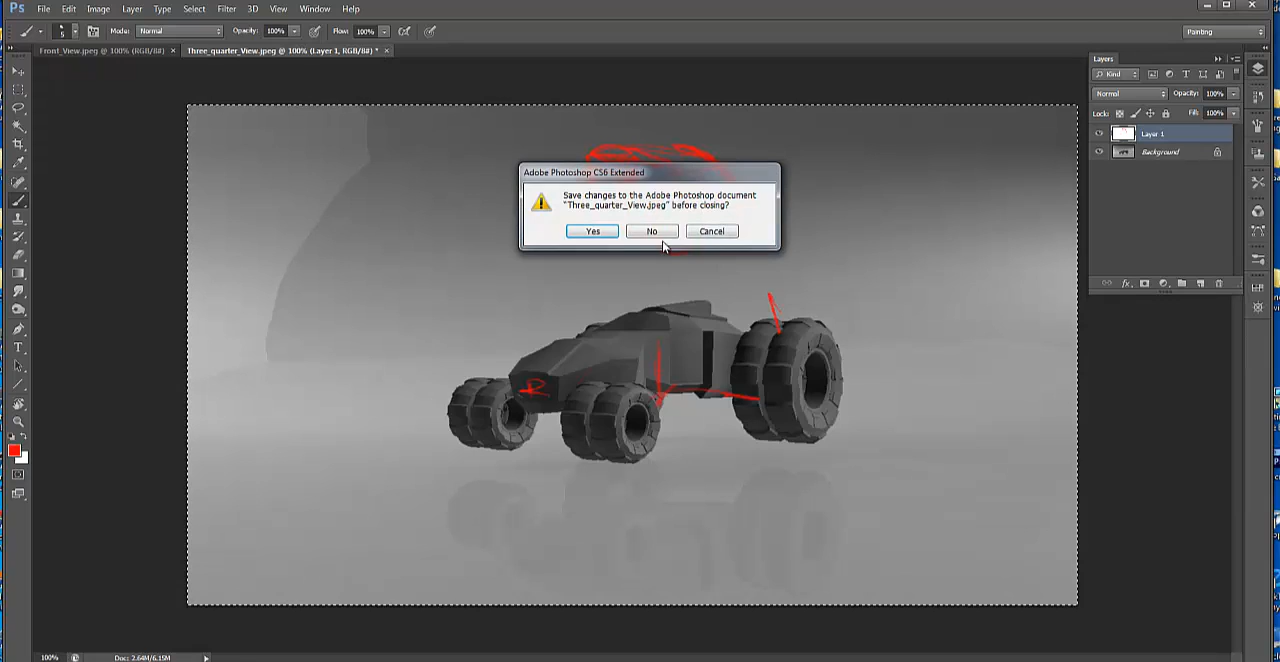 Ps File Edit Image Layer Type Select Filter 3D View Window Help
5 Mode: Normal Opacity: 100% Flow: 100% Painting
Front_View.jpeg @ 100% (RGB/8#) × Three_quarter_View.jpeg @ 100% (Layer 1, RGB/8#) * ×
Layers
Kind
Normal Opacity: 100%
Lock: Fill: 100%
Layer 1
Background
Adobe Photoshop CS6 Extended
Save changes to the Adobe Photoshop document
"Three_quarter_View.jpeg" before closing?
Yes No Cancel
100% Doc: 2.64M/6.15M